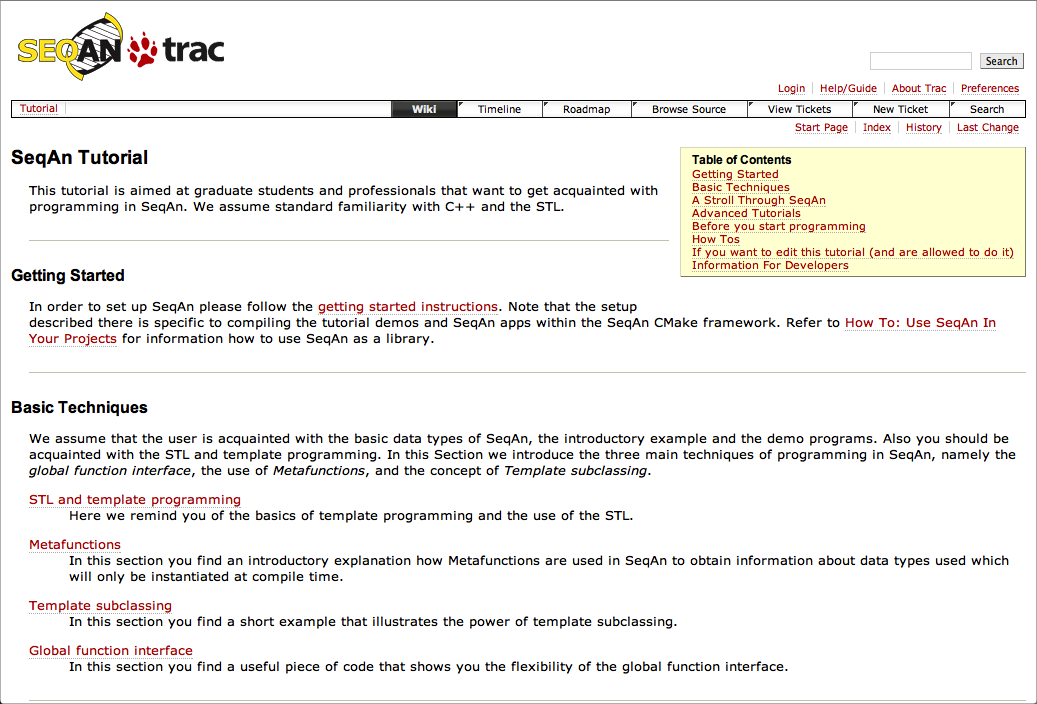 SEQAN trac
Search
Login Help/Guide About Trac Preferences
Tutorial Wiki Timeline Roadmap Browse Source View Tickets New Ticket Search
Start Page Index History Last Change
SeqAn Tutorial
This tutorial is aimed at graduate students and professionals that want to get acquainted with
programming in SeqAn. We assume standard familiarity with C++ and the STL.
Table of Contents
Getting Started
Basic Techniques
A Stroll Through SeqAn
Advanced Tutorials
Before you start programming
How Tos
If you want to edit this tutorial (and are allowed to do it)
Information For Developers
Getting Started
In order to set up SeqAn please follow the getting started instructions. Note that the setup
described there is specific to compiling the tutorial demos and SeqAn apps within the SeqAn CMake framework. Refer to How To: Use SeqAn In
Your Projects for information how to use SeqAn as a library.
Basic Techniques
We assume that the user is acquainted with the basic data types of SeqAn, the introductory example and the demo programs. Also you should be
acquainted with the STL and template programming. In this Section we introduce the three main techniques of programming in SeqAn, namely the
global function interface, the use of Metafunctions, and the concept of Template subclassing.
STL and template programming
Here we remind you of the basics of template programming and the use of the STL.
Metafunctions
In this section you find an introductory explanation how Metafunctions are used in SeqAn to obtain information about data types used which
will only be instantiated at compile time.
Template subclassing
In this section you find a short example that illustrates the power of template subclassing.
Global function interface
In this section you find a useful piece of code that shows you the flexibility of the global function interface.